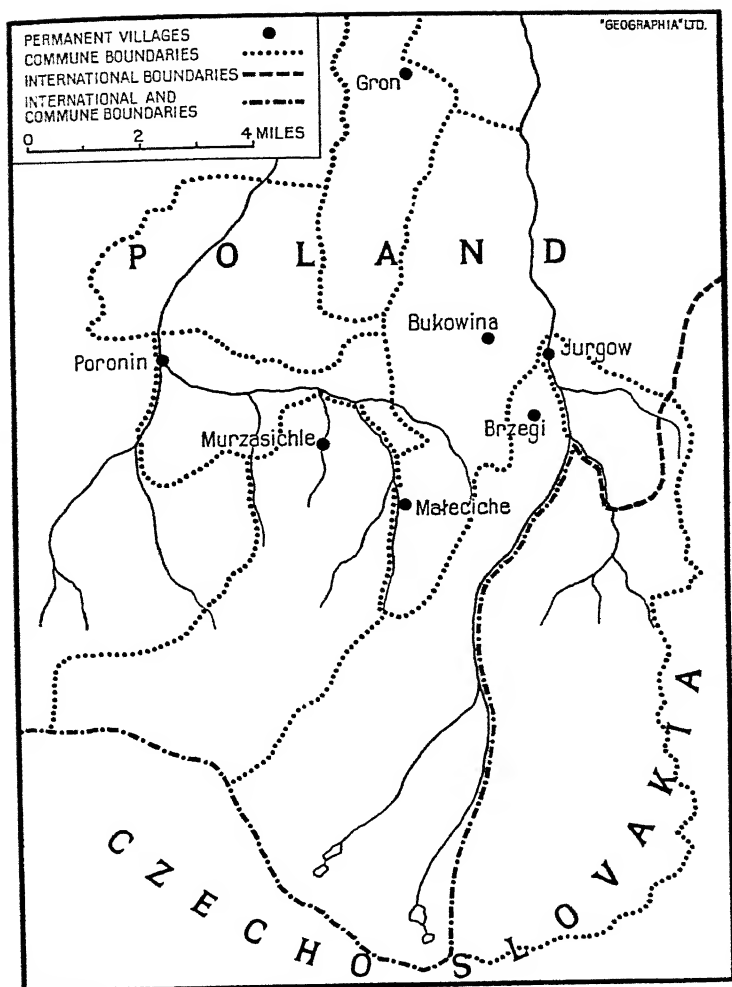 PERMANENT VILLAGES
COMMUNE BOUNDARIES
INTERNATIONAL BOUNDARIES
INTERNATIONAL AND
COMMUNE BOUNDARIES
0 2 4 MILES
"GEOGRAPHIA" LTD.
Gron
POLAND
Bukowina
Jurgow
Poronin
Brzegi
Murzasichle
Małeciche
CZECHOSLOVAKIA